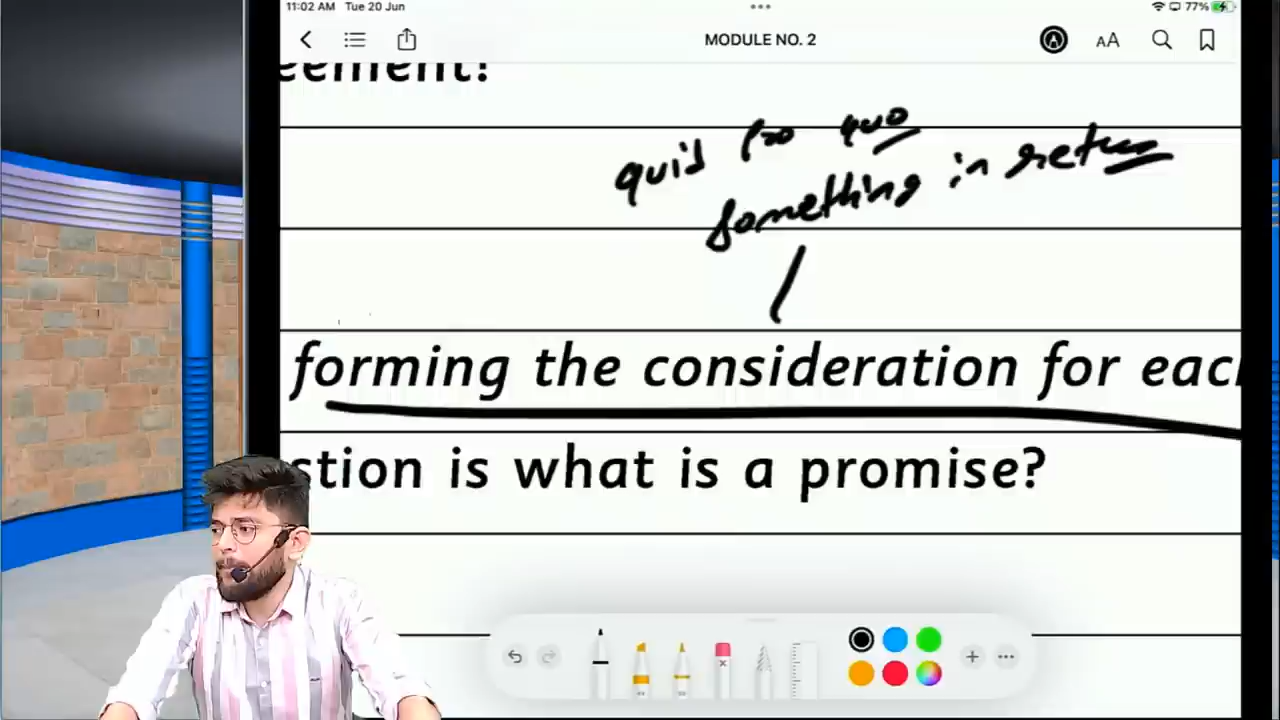 11:02 AM Tue 20 Jun
77%
MODULE NO. 2
AA
eement?
quid pro quo
something in return
forming the consideration for each
stion is what is a promise?